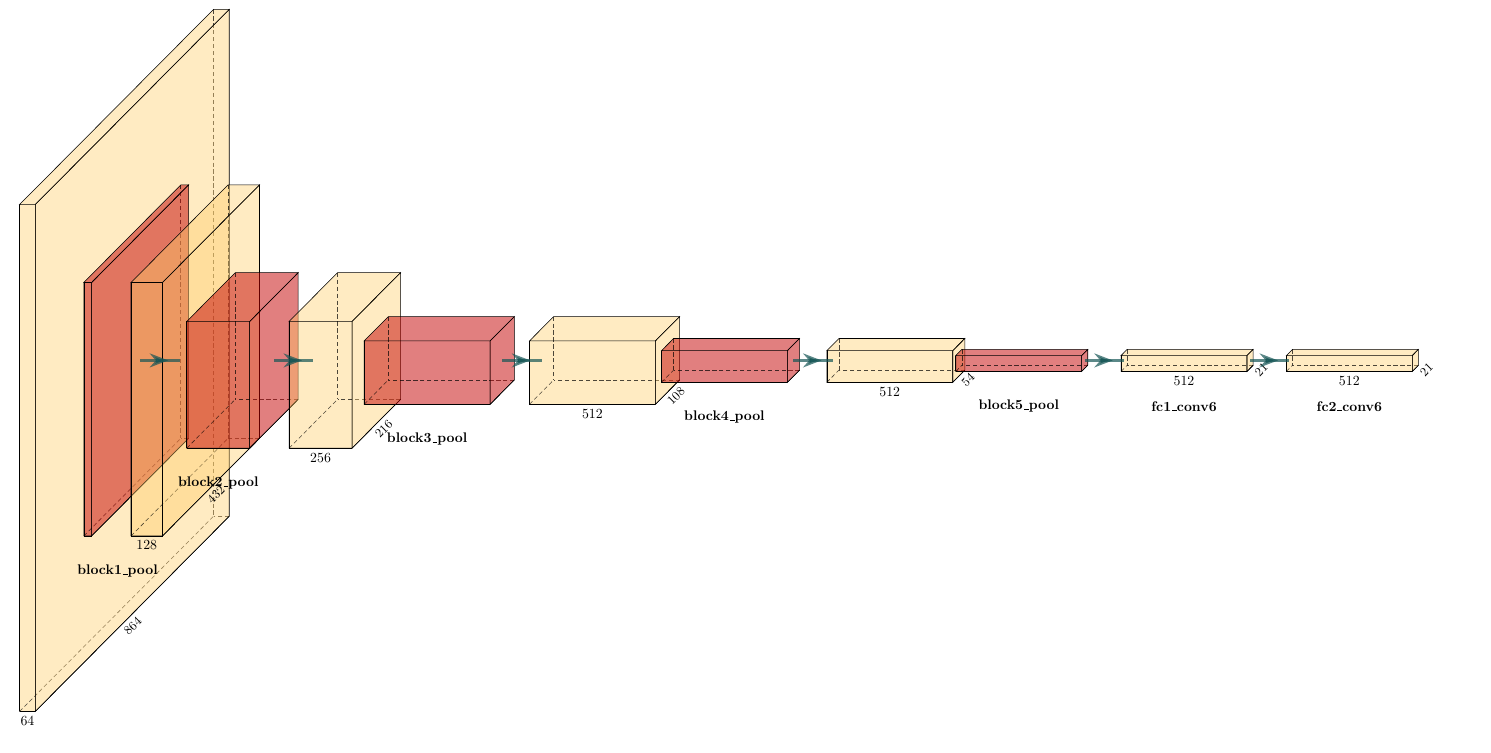 64
864
block1_pool
128
432
block2_pool
256
216
block3_pool
512
108
block4_pool
512
54
block5_pool
512
21
fc1_conv6
512
21
fc2_conv6